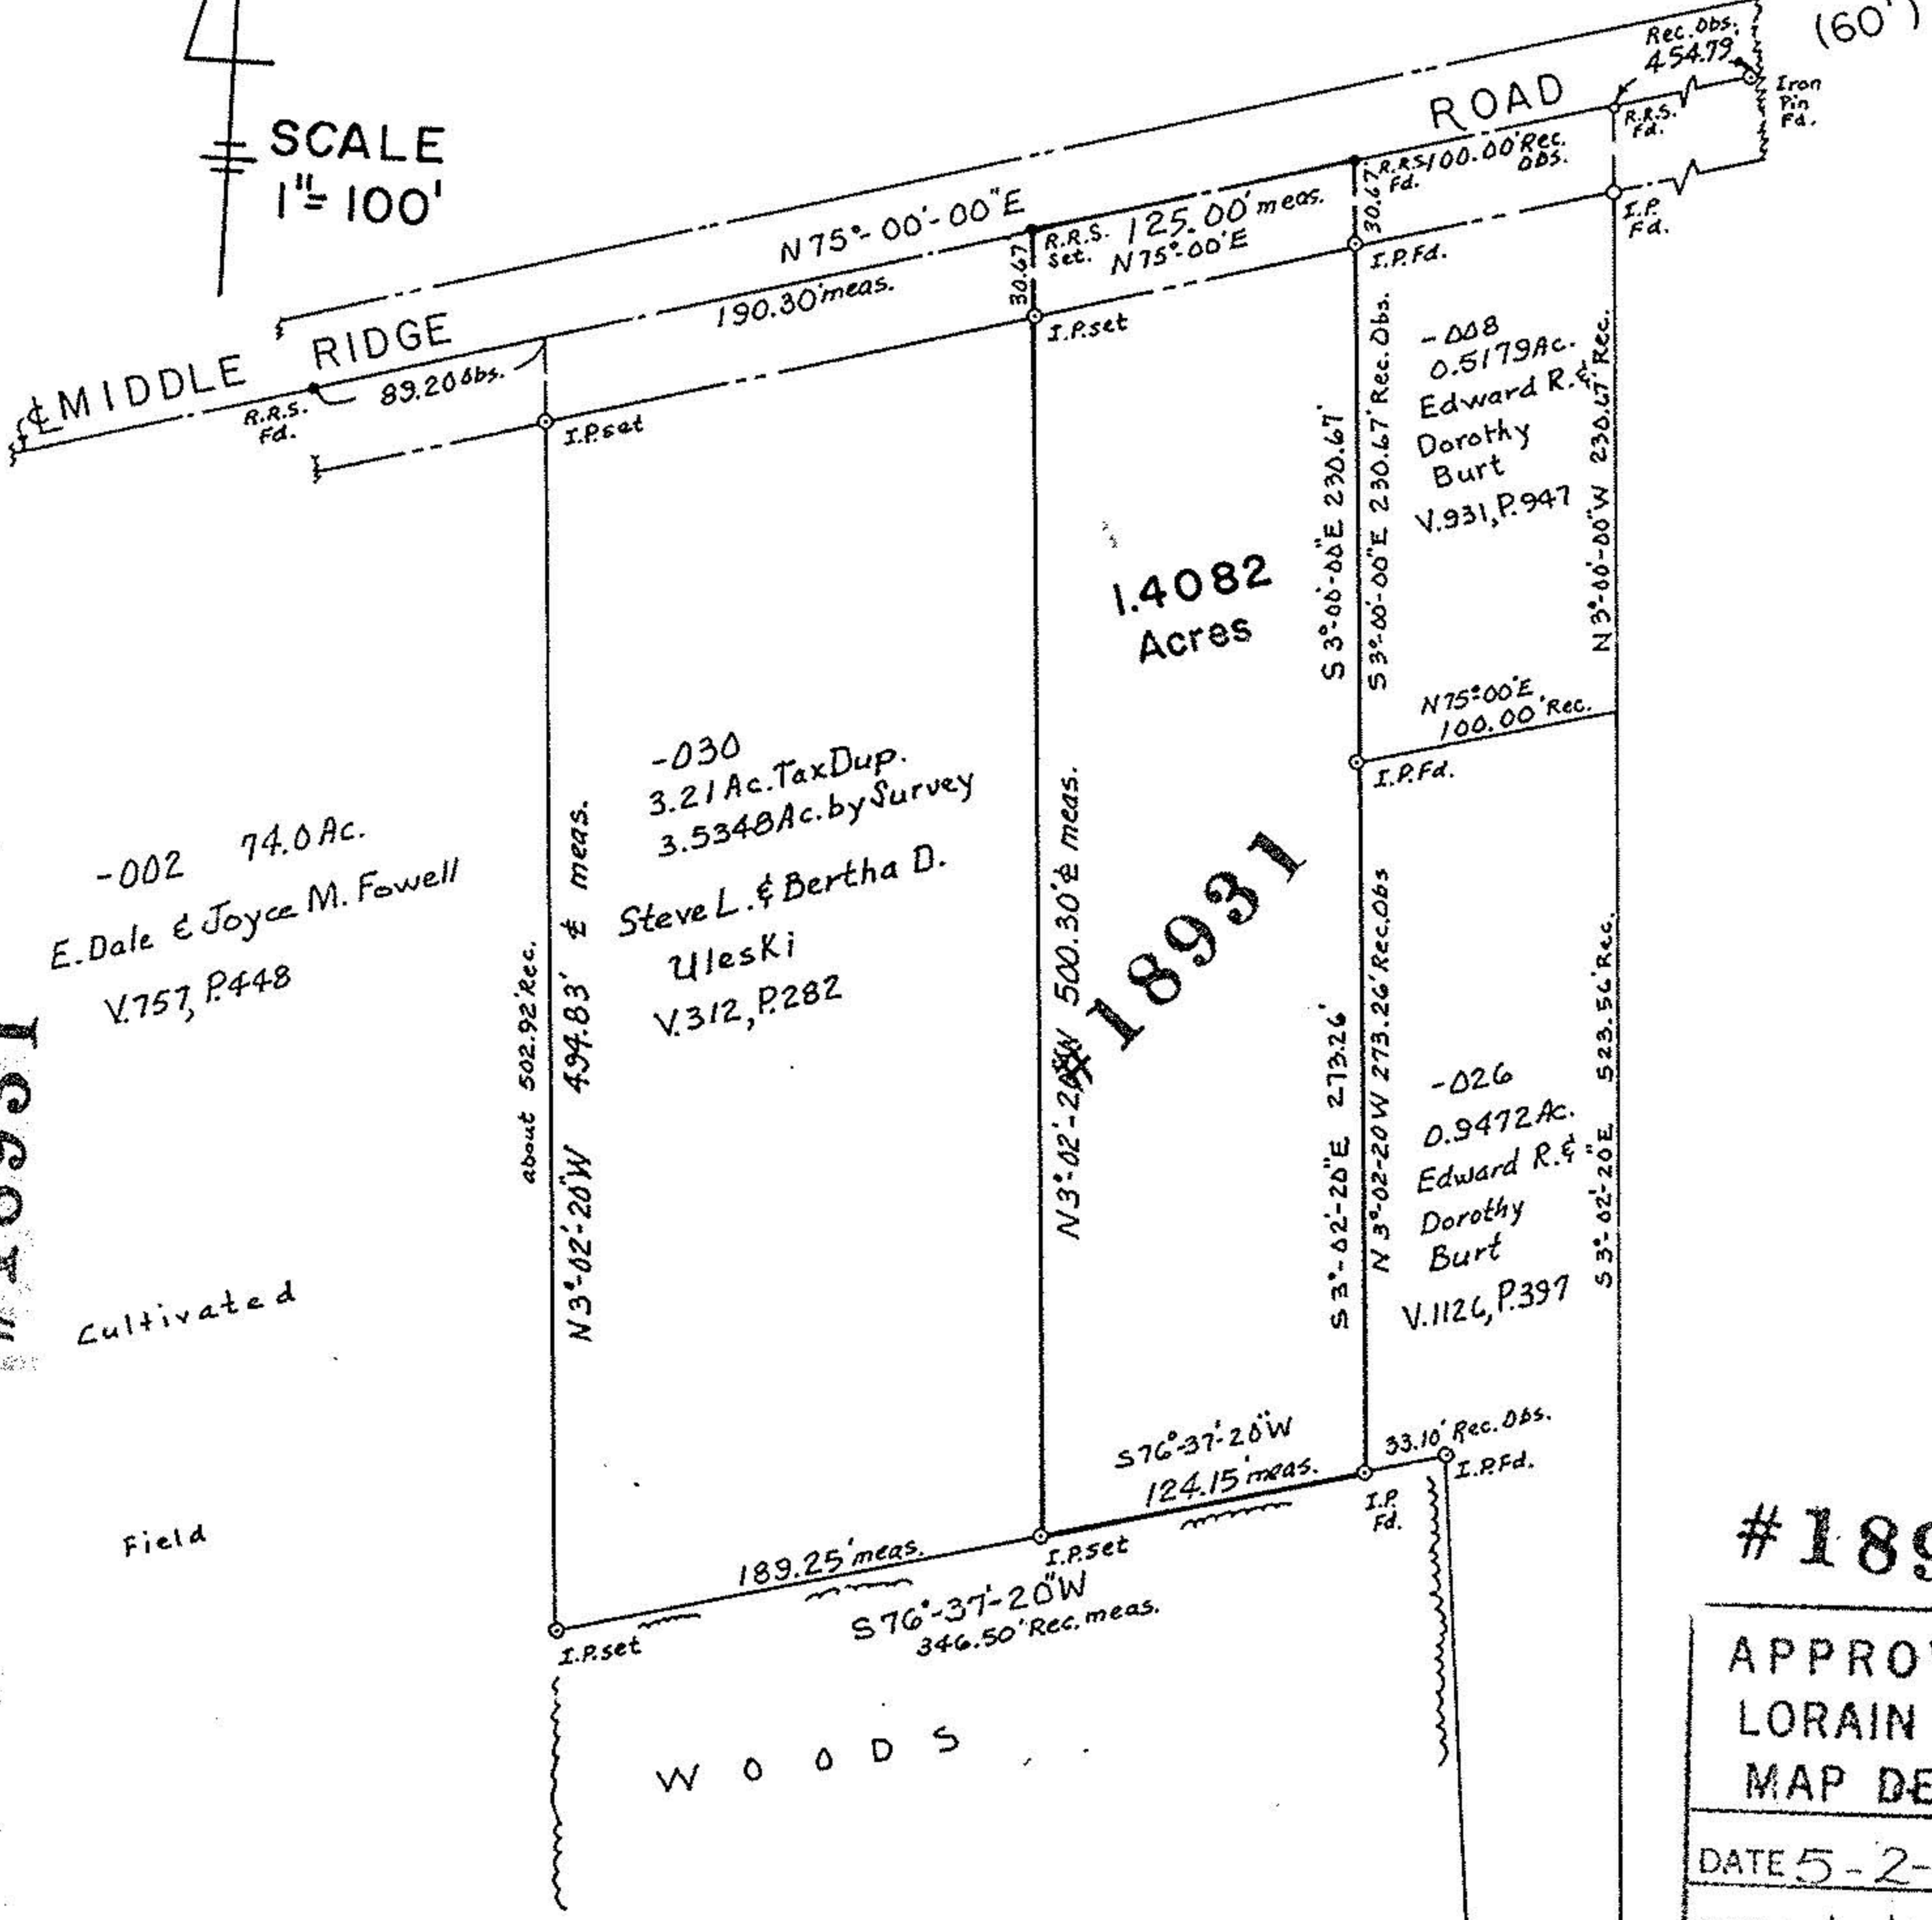 SCALE
1"= 100'
(60')
Rec. Obs.
454.79
Iron
Pin
Fd.
ROAD
R.R.S.
Fd.
R.R.S.
Fd.
100.00' Rec.
Obs.
I.P.
Fd.
N 75°-00'-00"E
R.R.S.
Set.
125.00' meas.
N 75°-00'E
30.67
30.67
I.P.Fd.
190.30' meas.
I.P.set
℄ MIDDLE RIDGE
R.R.S.
Fd.
89.20 Obs.
I.P.set
-008
0.5179Ac.
Edward R. &
Dorothy
Burt
V.931, P.947
S 3°-00'-00"E 230.67'
S 3°-00'-00"E 230.67' Rec. Obs.
N 3°-00'-00"W 230.67' Rec.
1.4082
Acres
N 75°00'E
100.00' Rec.
I.P.Fd.
-030
3.21 Ac. Tax Dup.
3.5348 Ac. by Survey
Steve L. & Bertha D.
Uleski
V.312, P.282
-002 74.0 Ac.
E. Dale & Joyce M. Fowell
V.757, P.448
about 502.92' Rec.
N 3°-02'-20"W 494.83' ± meas.
N 3°-02'-20"W 500.30' ± meas.
#18931
S 3°-02'-20"E 273.26'
N 3°-02-20 W 273.26' Rec. Obs
S 3°-02'-20"E 523.56' Rec.
-026
0.9472 Ac.
Edward R. &
Dorothy
Burt
V.1126, P.397
Cultivated
Field
S 76°-37'-20"W
124.15' meas.
33.10' Rec. Obs.
I.P.Fd.
I.P.
Fd.
I.P.set
189.25' meas.
S 76°-37'-20"W
346.50' Rec. meas.
I.P.set
WOODS
#189
APPROV
LORAIN
MAP DE
DATE 5-2-